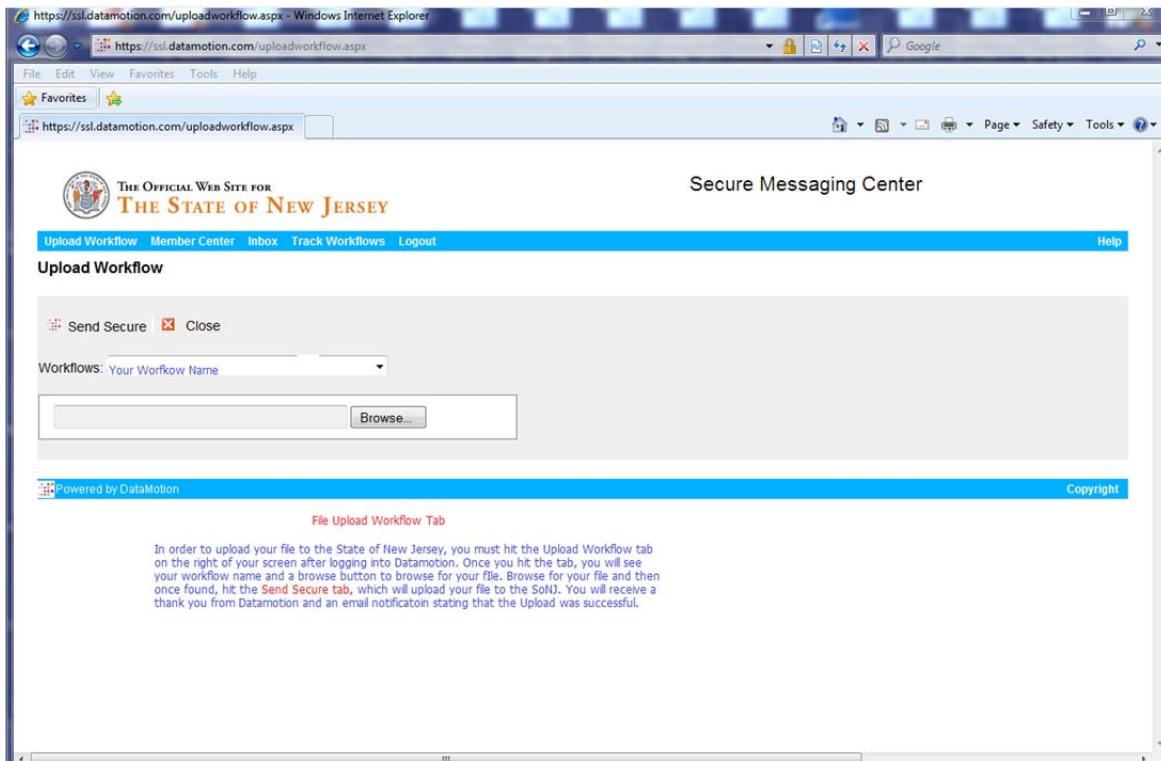 https://ssl.datamotion.com/uploadworkflow.aspx - Windows Internet Explorer
https://ssl.datamotion.com/uploadworkflow.aspx Google
File Edit View Favorites Tools Help
Favorites
https://ssl.datamotion.com/uploadworkflow.aspx Page Safety Tools
THE OFFICIAL WEB SITE FOR
THE STATE OF NEW JERSEY
Secure Messaging Center
Upload Workflow Member Center Inbox Track Workflows Logout Help
Upload Workflow
Send Secure Close
Workflows: Your Worfkow Name
Browse...
Powered by DataMotion Copyright
File Upload Workflow Tab
In order to upload your file to the State of New Jersey, you must hit the Upload Workflow tab
on the right of your screen after logging into Datamotion. Once you hit the tab, you will see
your workflow name and a browse button to browse for your fIle. Browse for your file and then
once found, hit the Send Secure tab, which will upload your file to the SoNJ. You will receive a
thank you from Datamotion and an email notificatoin stating that the Upload was successful.